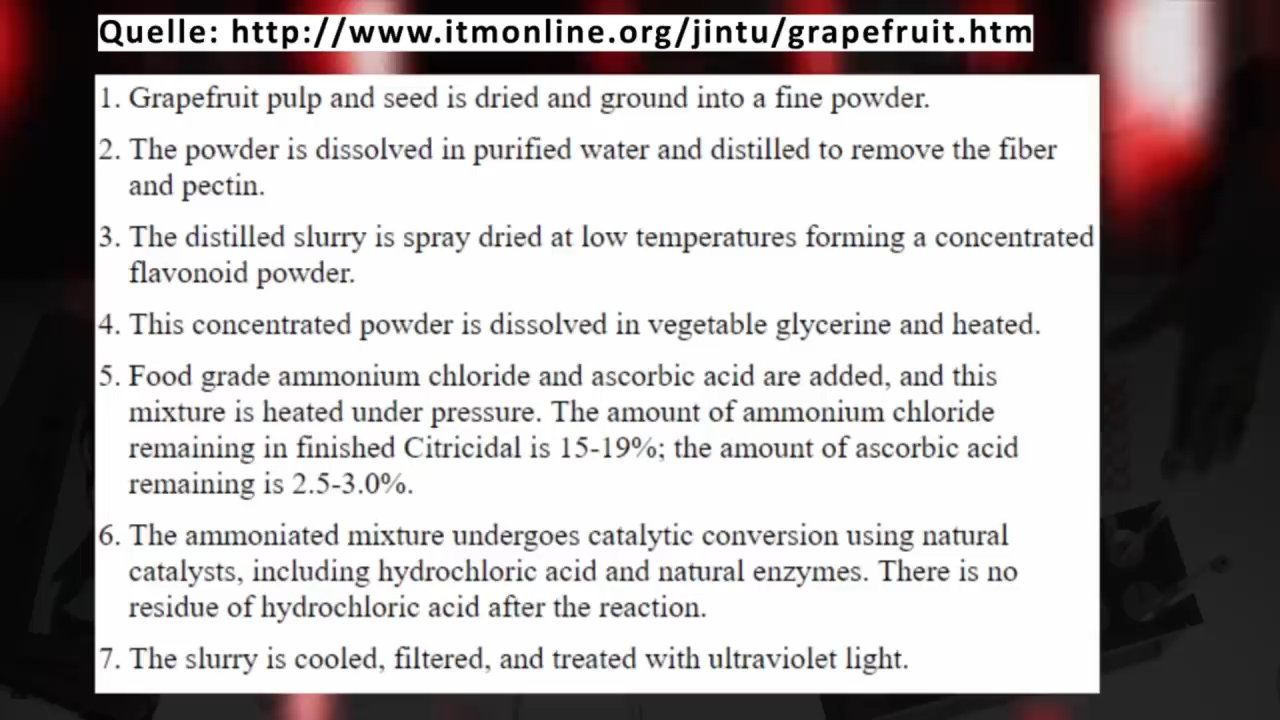 Quelle: http://www.itmonline.org/jintu/grapefruit.htm
1. Grapefruit pulp and seed is dried and ground into a fine powder.
2. The powder is dissolved in purified water and distilled to remove the fiber
and pectin.
3. The distilled slurry is spray dried at low temperatures forming a concentrated
flavonoid powder.
4. This concentrated powder is dissolved in vegetable glycerine and heated.
5. Food grade ammonium chloride and ascorbic acid are added, and this
mixture is heated under pressure. The amount of ammonium chloride
remaining in finished Citricidal is 15-19%; the amount of ascorbic acid
remaining is 2.5-3.0%.
6. The ammoniated mixture undergoes catalytic conversion using natural
catalysts, including hydrochloric acid and natural enzymes. There is no
residue of hydrochloric acid after the reaction.
7. The slurry is cooled, filtered, and treated with ultraviolet light.